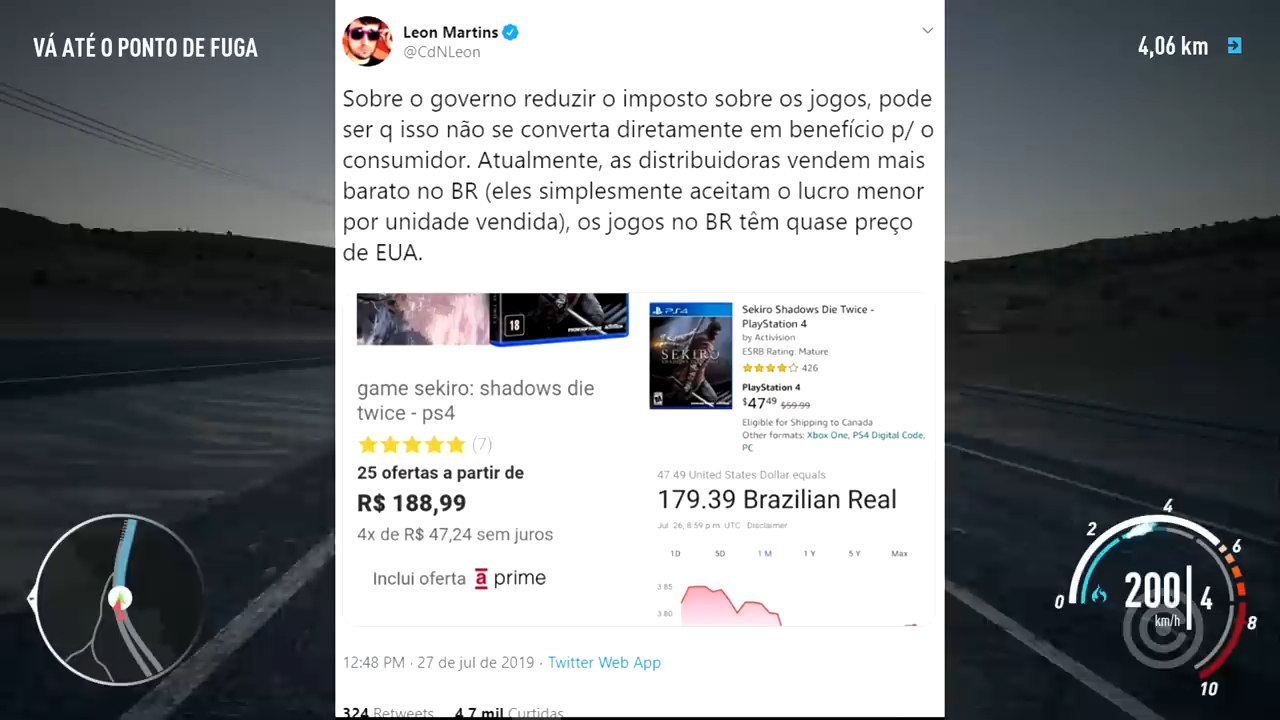 VÁ ATÉ O PONTO DE FUGA
4,06 km
Leon Martins
@CdNLeon
Sobre o governo reduzir o imposto sobre os jogos, pode
ser q isso não se converta diretamente em benefício p/ o
consumidor. Atualmente, as distribuidoras vendem mais
barato no BR (eles simplesmente aceitam o lucro menor
por unidade vendida), os jogos no BR têm quase preço
de EUA.
18
game sekiro: shadows die
twice - ps4
(7)
25 ofertas a partir de
R$ 188,99
4x de R$ 47,24 sem juros
Inclui oferta a prime
PS4
SEKIRO
Sekiro Shadows Die Twice -
PlayStation 4
by Activision
ESRB Rating: Mature
426
PlayStation 4
$47 49 $59.99
Eligible for Shipping to Canada
Other formats: Xbox One, PS4 Digital Code,
PC
47.49 United States Dollar equals
179.39 Brazilian Real
Jul 26, 8:59 p.m. UTC · Disclaimer
1D 5D 1 M 1 Y 5 Y Max
3.85
3.80
12:48 PM · 27 de jul de 2019 · Twitter Web App
324 Retweets 4,7 mil Curtidas
0 2 4 6 8 10
200 4
km/h